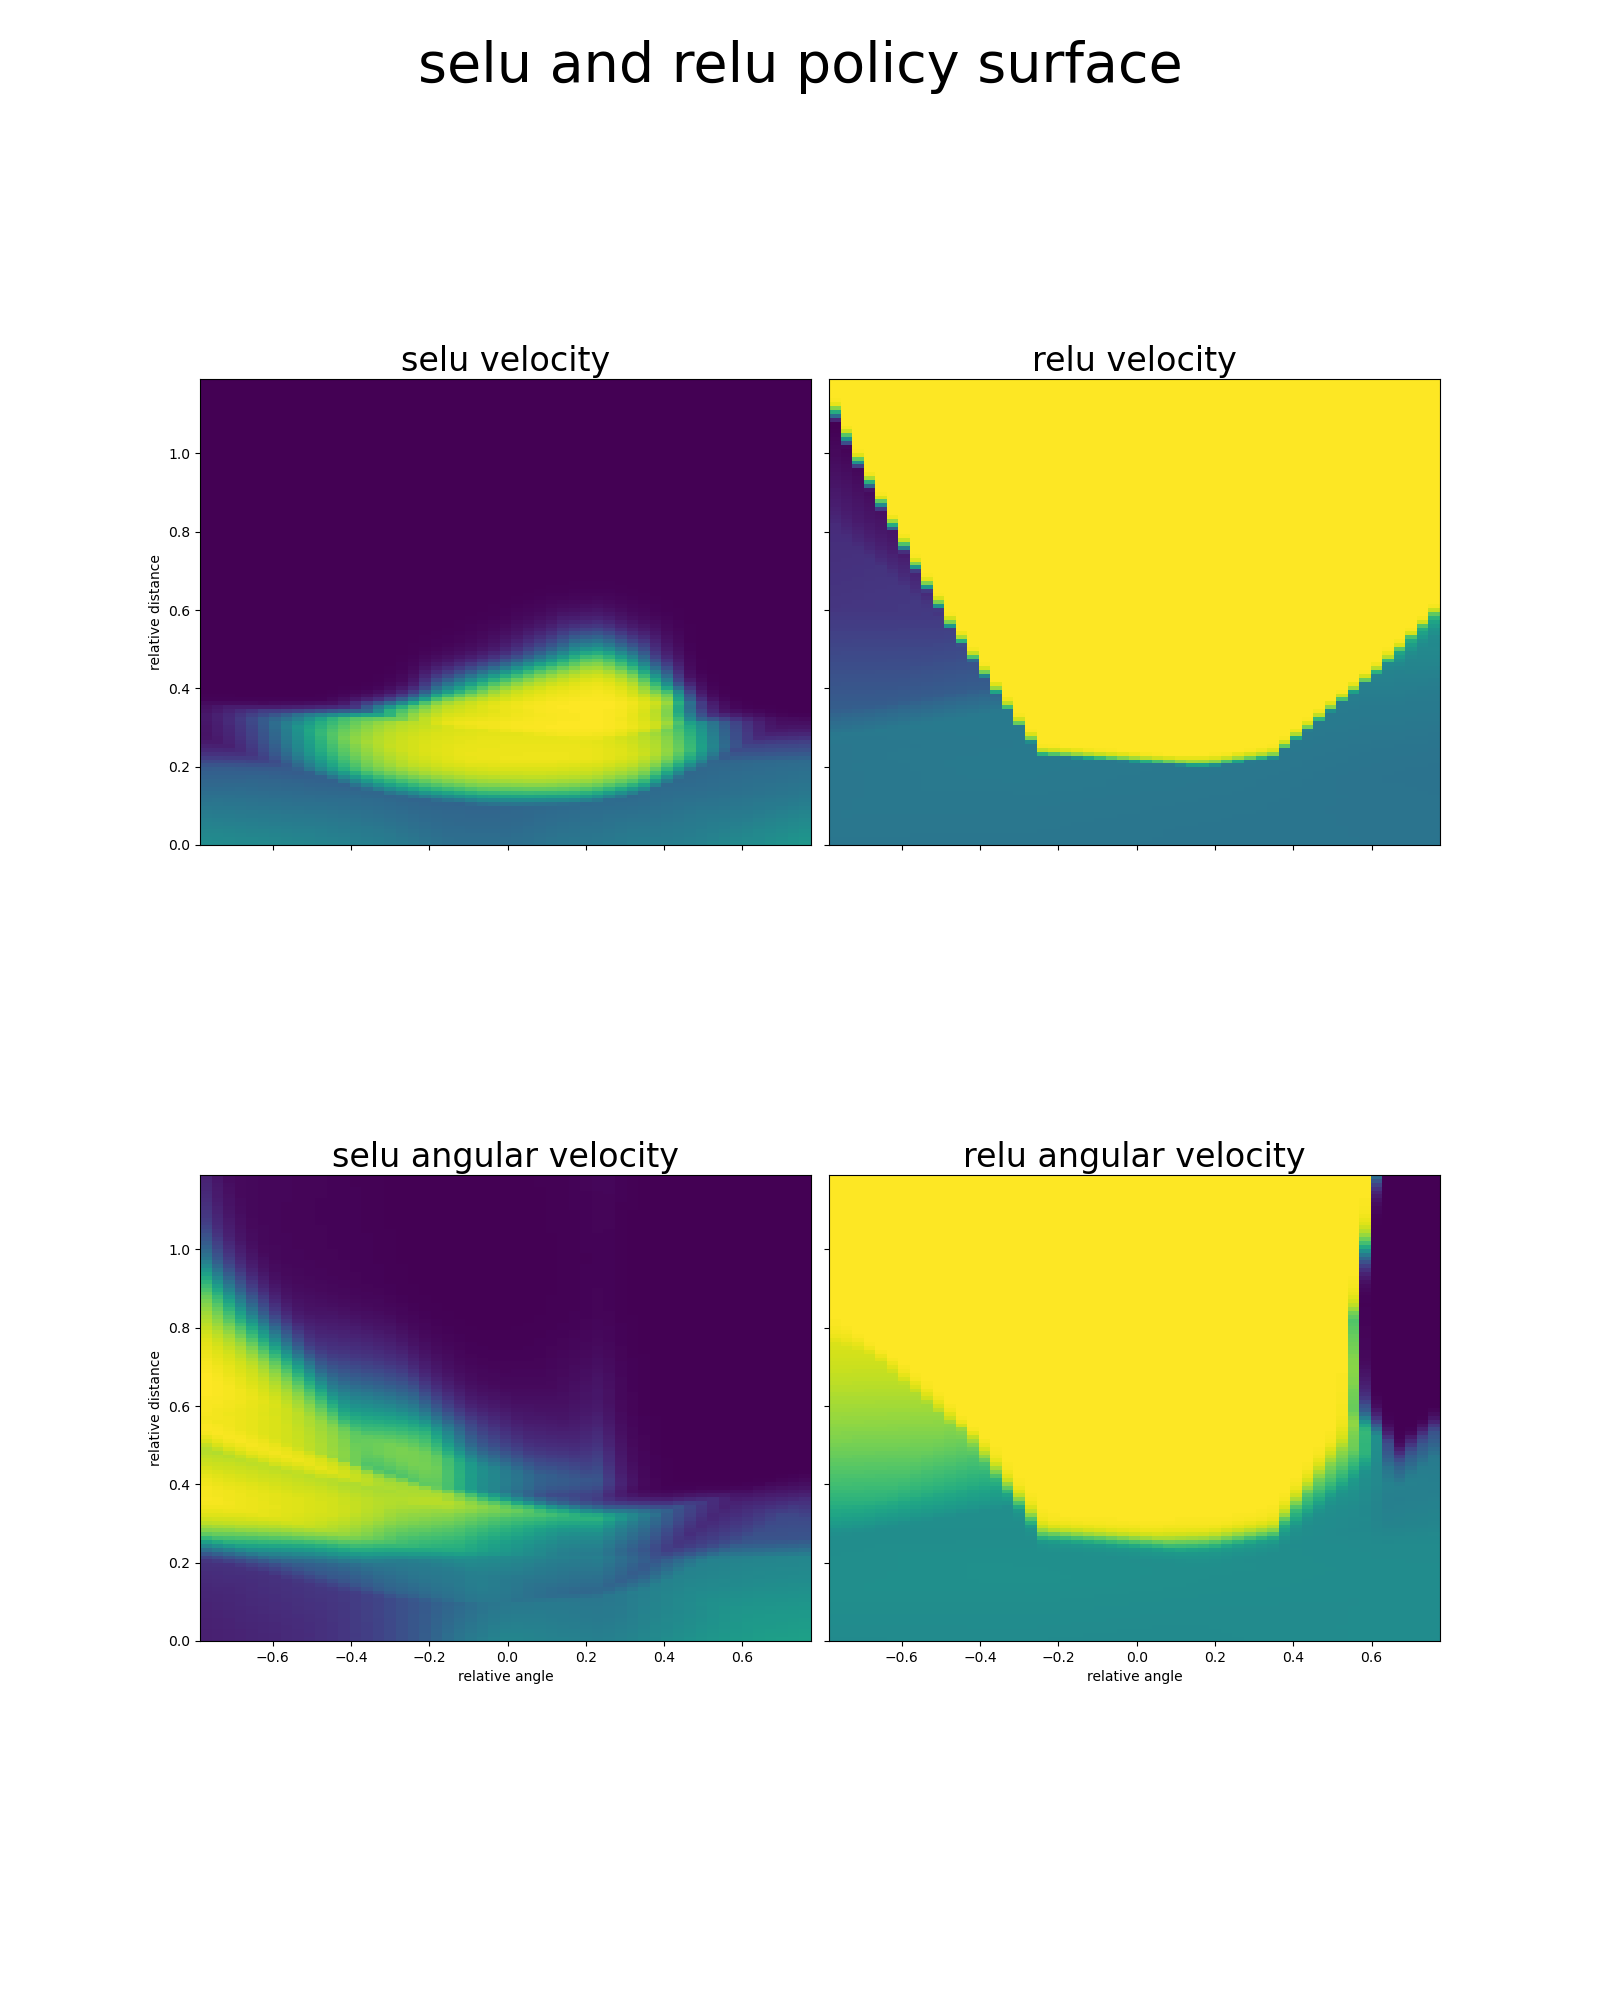 selu and relu policy surface
selu velocity
relu velocity
relative distance
1.0
0.8
0.6
0.4
0.2
0.0
selu angular velocity
relu angular velocity
relative distance
1.0
0.8
0.6
0.4
0.2
0.0
−0.6 −0.4 −0.2 0.0 0.2 0.4 0.6
−0.6 −0.4 −0.2 0.0 0.2 0.4 0.6
relative angle
relative angle